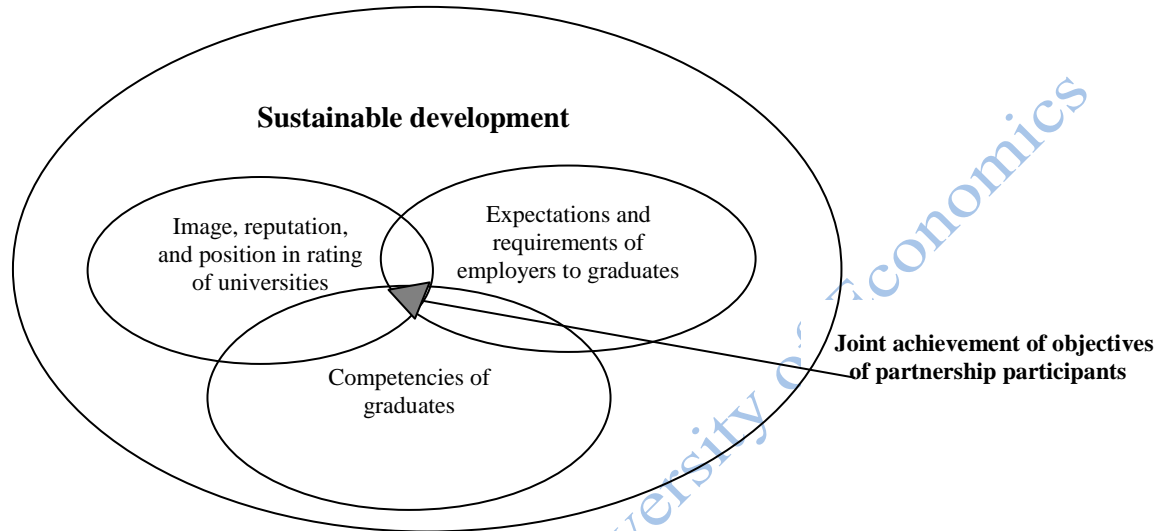 Sustainable development
Image, reputation,
and position in rating
of universities
Expectations and
requirements of
employers to graduates
Competencies of
graduates
Joint achievement of objectives
of partnership participants
Economics